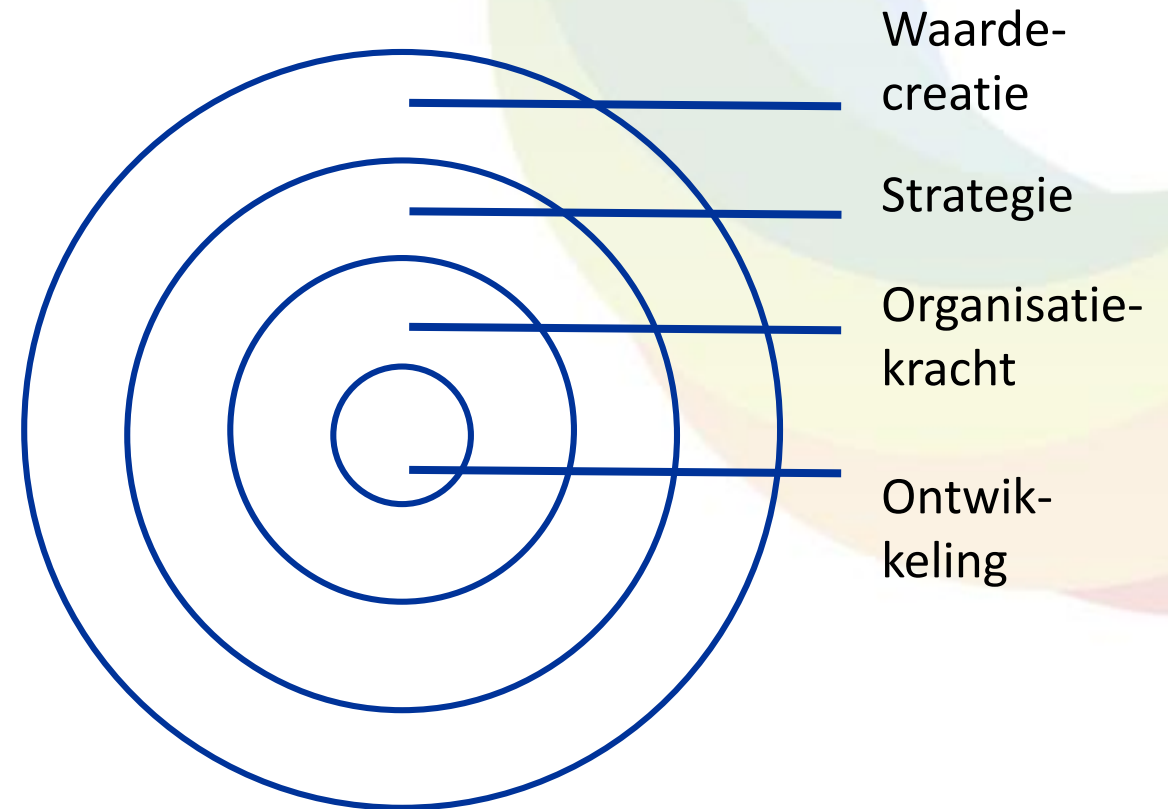 Waarde-
creatie
Strategie
Organisatie-
kracht
Ontwik-
keling